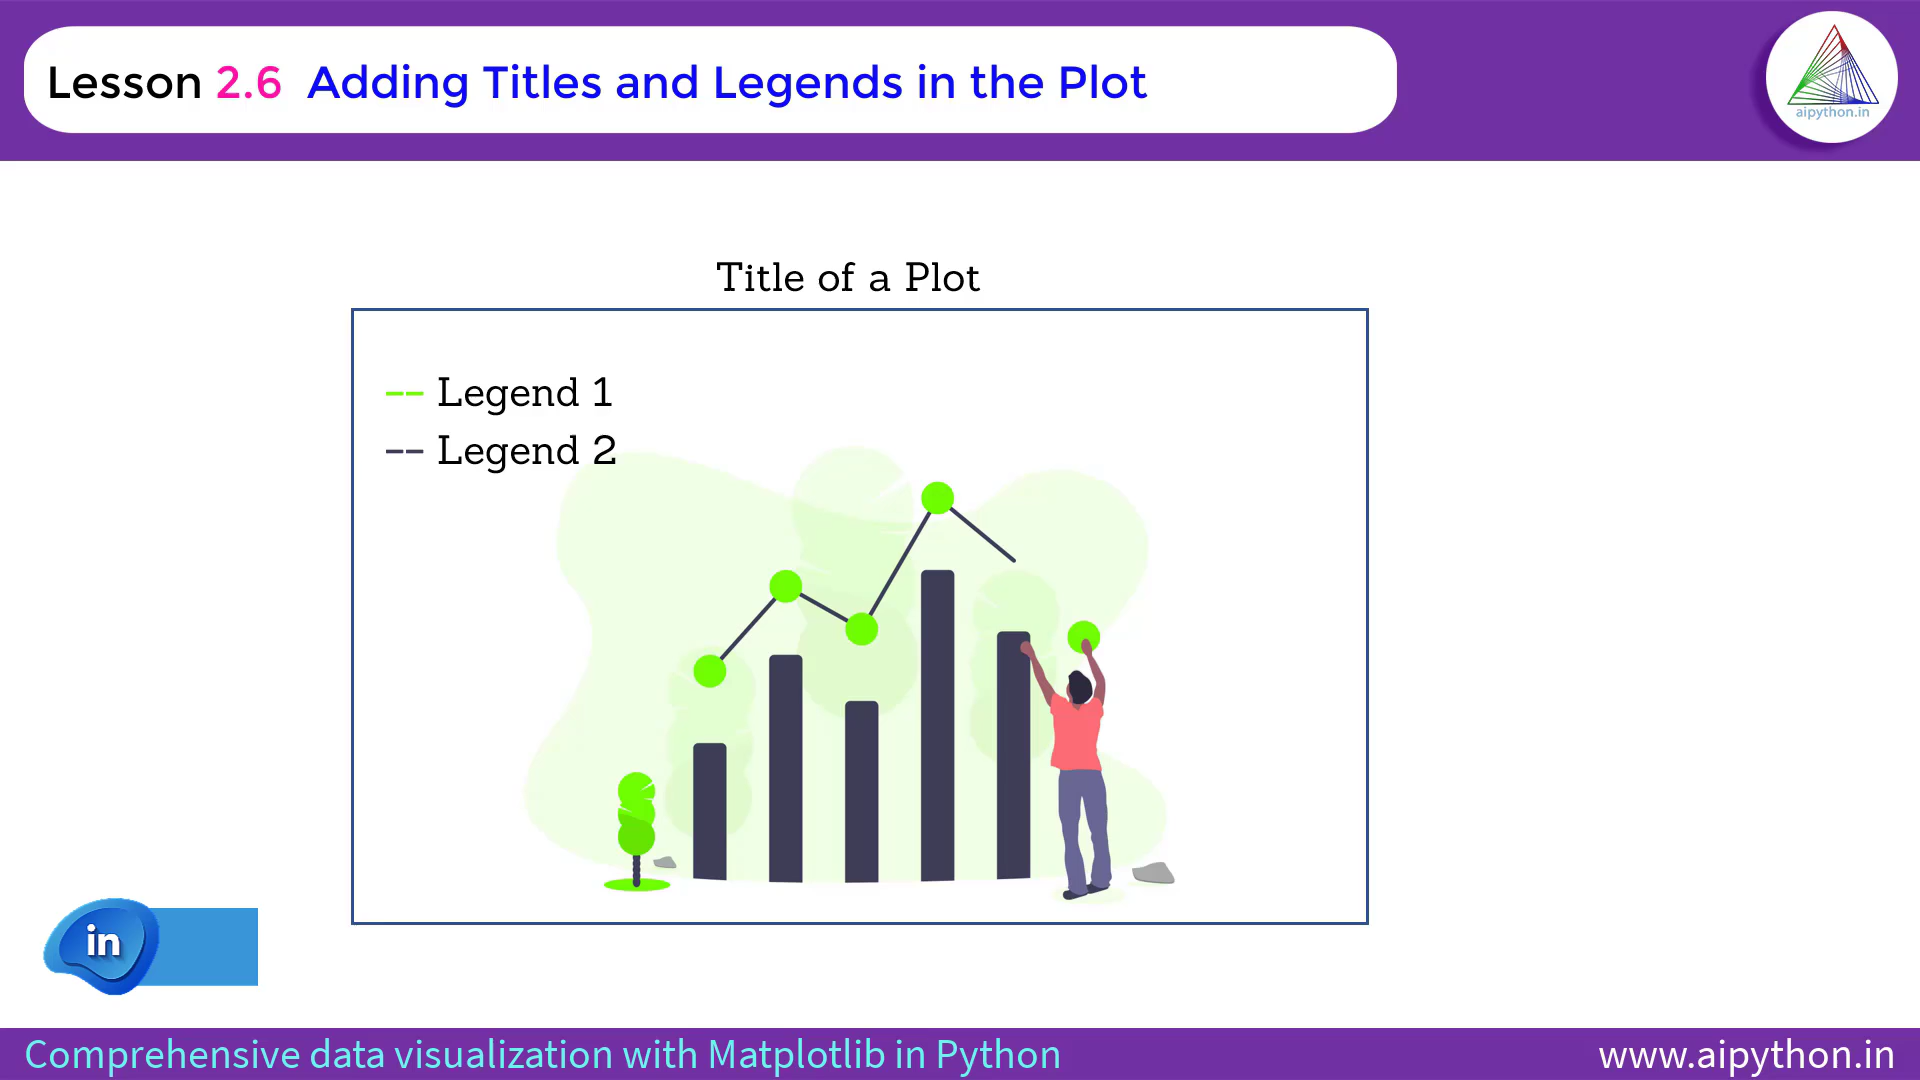 Lesson 2.6 Adding Titles and Legends in the Plot
aipython.in
Title of a Plot
-- Legend 1
-- Legend 2
in
Comprehensive data visualization with Matplotlib in Python
www.aipython.in